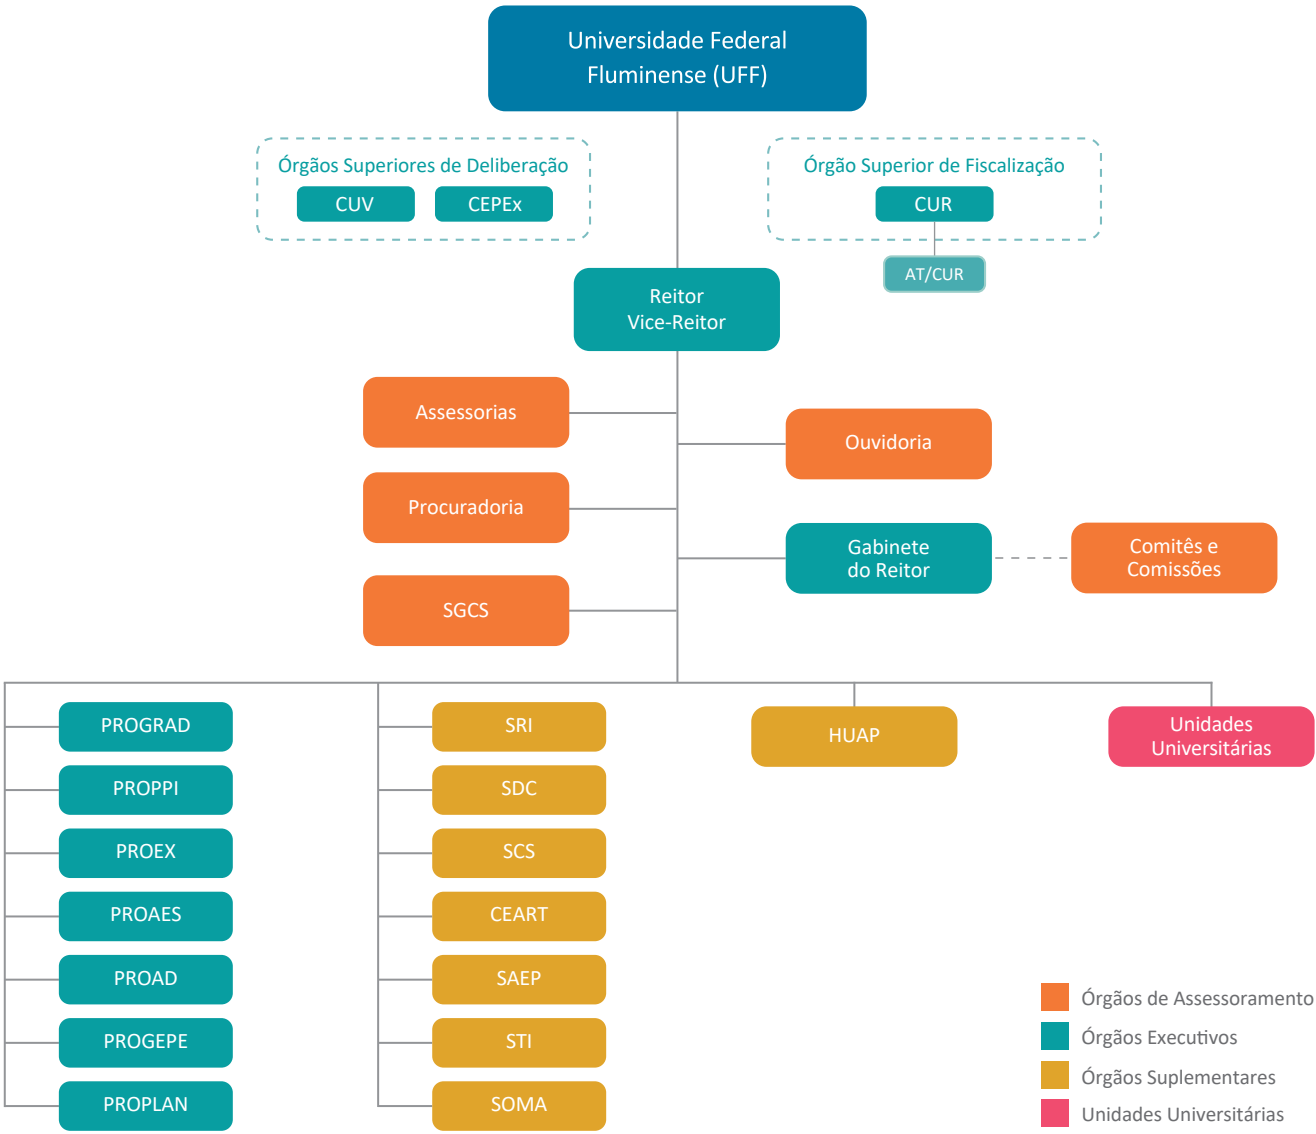 Universidade Federal
Fluminense (UFF)
Órgãos Superiores de Deliberação
CUV
CEPEx
Órgão Superior de Fiscalização
CUR
AT/CUR
Reitor
Vice-Reitor
Assessorias
Ouvidoria
Procuradoria
Gabinete
do Reitor
Comitês e
Comissões
SGCS
PROGRAD
PROPPI
PROEX
PROAES
PROAD
PROGEPE
PROPLAN
SRI
SDC
SCS
CEART
SAEP
STI
SOMA
HUAP
Unidades
Universitárias
Órgãos de Assessoramento
Órgãos Executivos
Órgãos Suplementares
Unidades Universitárias